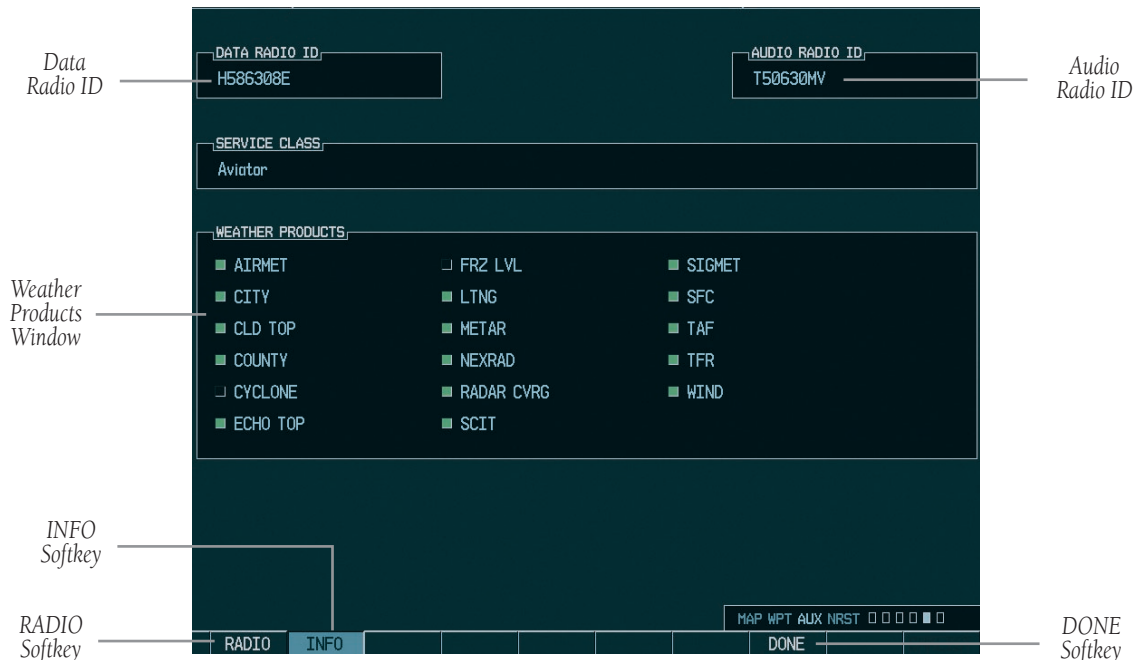 Data
Radio ID
DATA RADIO ID
H586308E
AUDIO RADIO ID
T50630MV
Audio
Radio ID
SERVICE CLASS
Aviator
WEATHER PRODUCTS
AIRMET
FRZ LVL
SIGMET
CITY
LTNG
SFC
CLD TOP
METAR
TAF
COUNTY
NEXRAD
TFR
CYCLONE
RADAR CVRG
WIND
ECHO TOP
SCIT
Weather
Products
Window
INFO
Softkey
MAP WPT AUX NRST
RADIO
Softkey
RADIO
INFO
DONE
DONE
Softkey